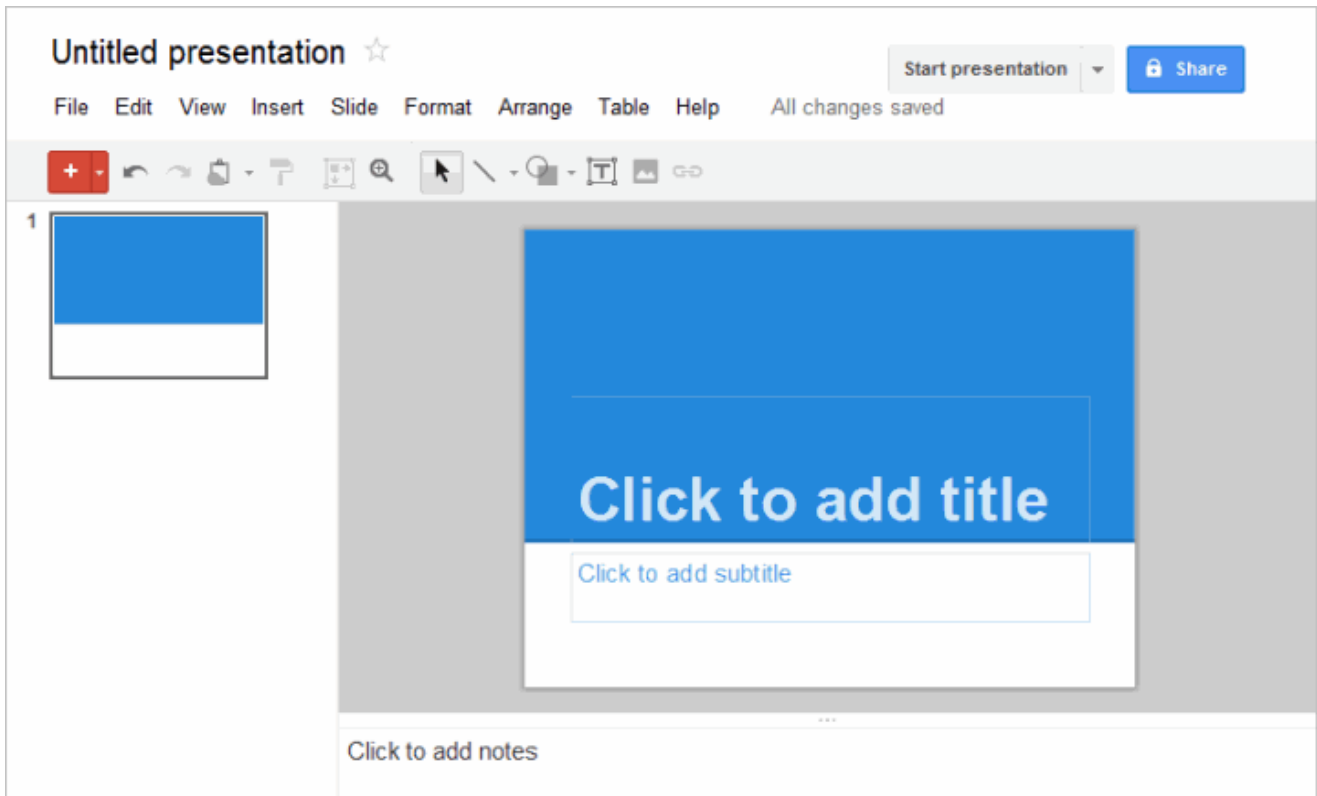 Untitled presentation
Start presentation
Share
File Edit View Insert Slide Format Arrange Table Help All changes saved
1
Click to add title
Click to add subtitle
Click to add notes